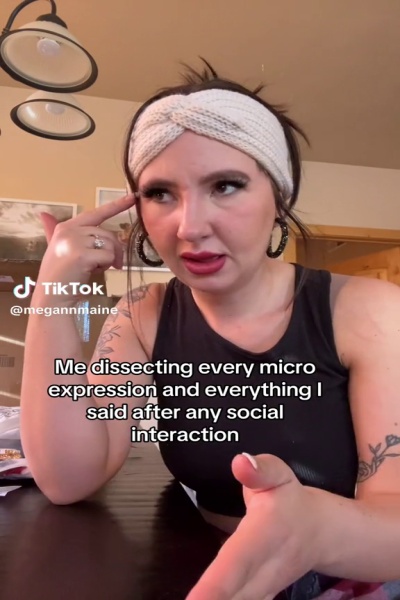 TikTok
@megannmaine
Me dissecting every micro
expression and everything I
said after any social
interaction